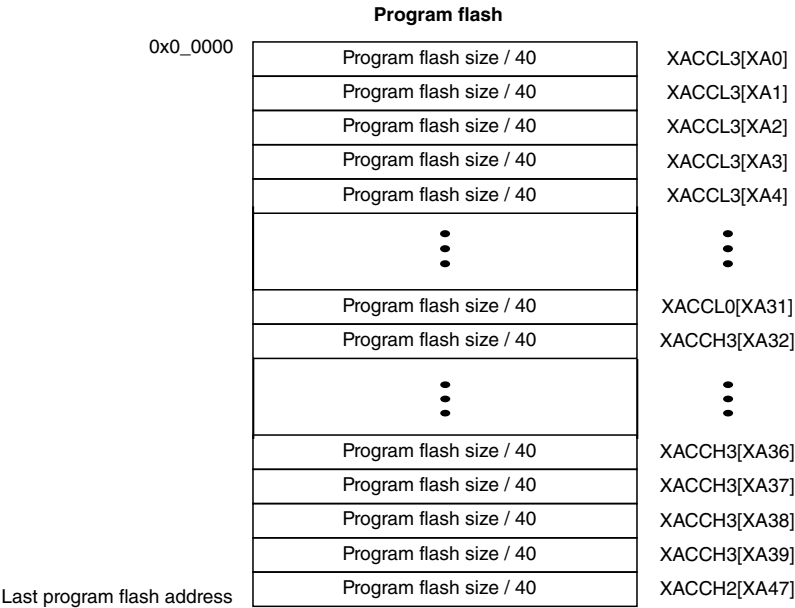 Program flash
0x0_0000
Program flash size / 40 XACCL3[XA0]
Program flash size / 40 XACCL3[XA1]
Program flash size / 40 XACCL3[XA2]
Program flash size / 40 XACCL3[XA3]
Program flash size / 40 XACCL3[XA4]
Program flash size / 40 XACCL0[XA31]
Program flash size / 40 XACCH3[XA32]
Program flash size / 40 XACCH3[XA36]
Program flash size / 40 XACCH3[XA37]
Program flash size / 40 XACCH3[XA38]
Program flash size / 40 XACCH3[XA39]
Last program flash address Program flash size / 40 XACCH2[XA47]